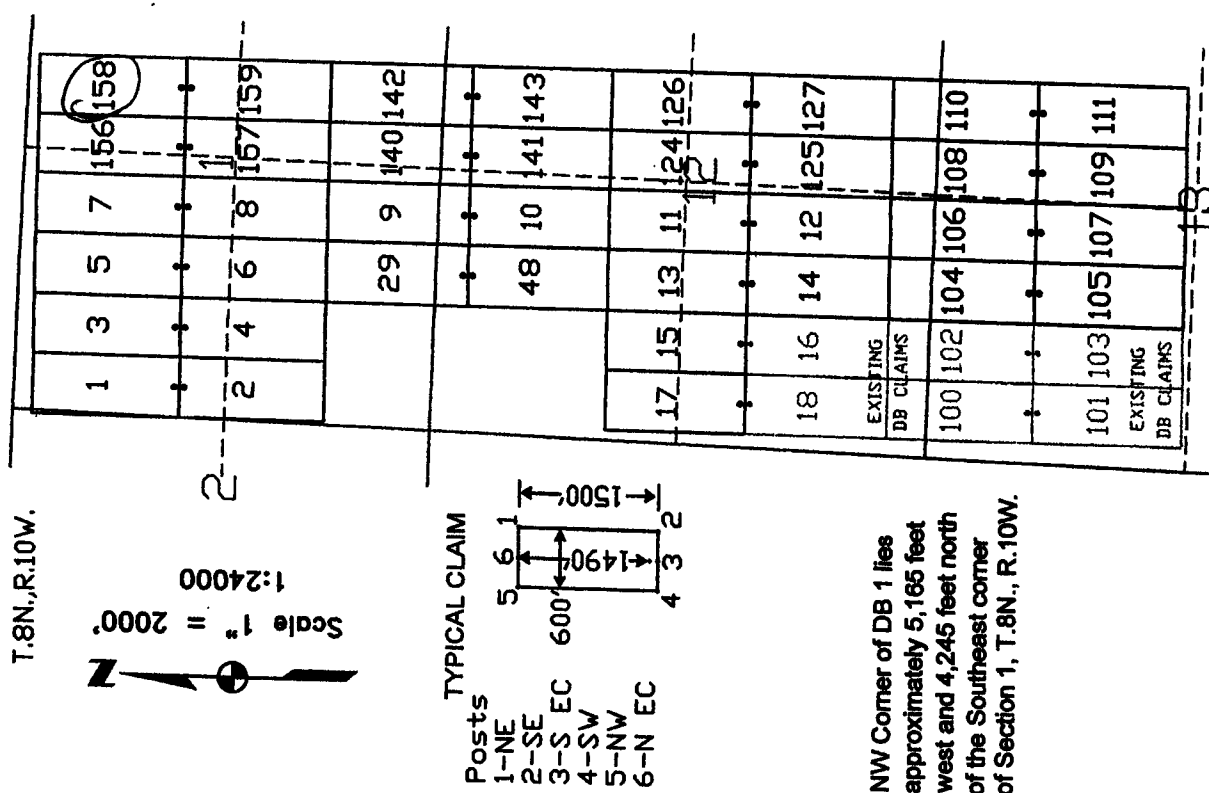 T.8N.,R.10W.
Scale 1" = 2000'
1:24000
N
TYPICAL CLAIM
Posts
1-NE
2-SE
3-S EC
4-SW
5-NW
6-N EC
5 6 1
600'
1490'
1500'
4 3 2
NW Corner of DB 1 lies
approximately 5,165 feet
west and 4,245 feet north
of the Southeast corner
of Section 1, T.8N., R.10W.
1 3 5 7 156 158
2 4 6 8 157 159
2 1
29 9 140 142
48 10 141 143
17 15 13 11 124 126
12
18 16 14 12 125 127
EXISTING
DB CLAIMS
100 102 104 106 108 110
101 103 105 107 109 111
EXISTING
DB CLAIMS
13